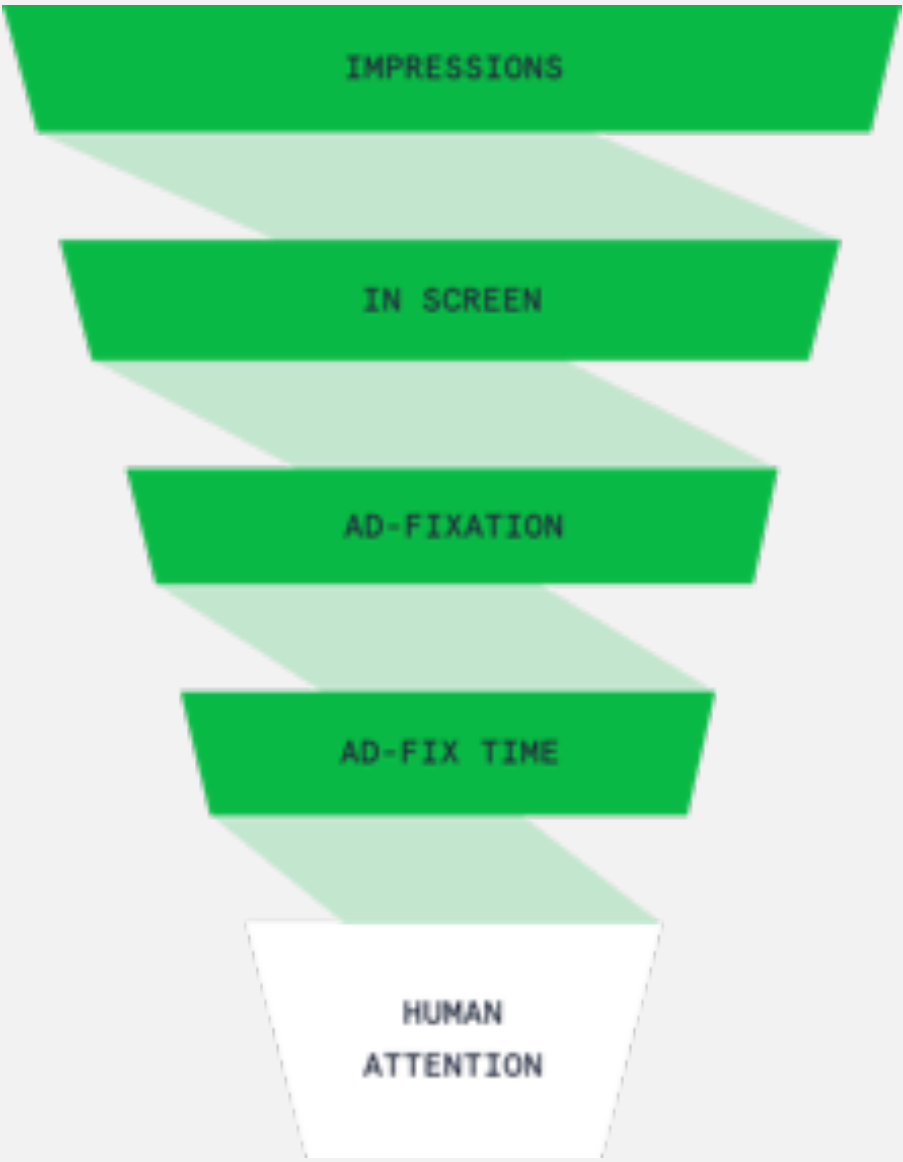 IMPRESSIONS
IN SCREEN
AD-FIXATION
AD-FIX TIME
HUMAN
ATTENTION